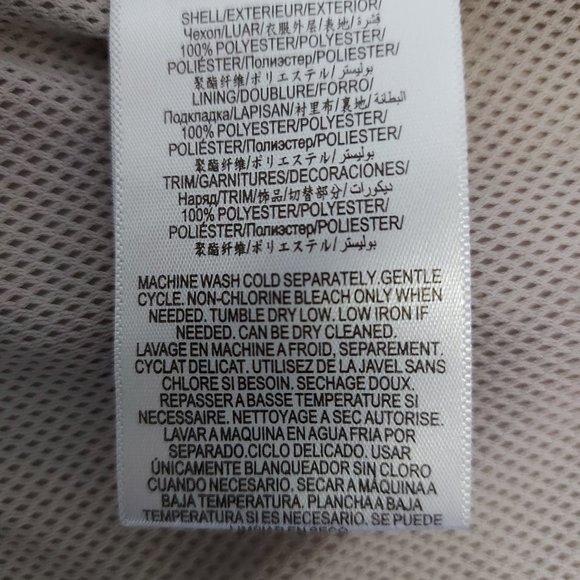 SHELL/EXTERIEUR/EXTERIOR/
Чехол/LUAR/衣服外层/表地/قشرة/
100% POLYESTER/POLYESTER/
POLIÉSTER/Полиэстер/POLIESTER/
聚酯纤维/ポリエステル/بوليستر/
LINING/DOUBLURE/FORRO/
Подкладка/LAPISAN/衬里布/裏地/البطانة/
100% POLYESTER/POLYESTER/
POLIÉSTER/Полиэстер/POLIESTER/
聚酯纤维/ポリエステル/بوليستر/
TRIM/GARNITURES/DECORACIONES/
Наряд/TRIM/饰品/切替部分/ديكورات/
100% POLYESTER/POLYESTER/
POLIÉSTER/Полиэстер/POLIESTER/
聚酯纤维/ポリエステル/بوليستر/
MACHINE WASH COLD SEPARATELY.GENTLE
CYCLE. NON-CHLORINE BLEACH ONLY WHEN
NEEDED. TUMBLE DRY LOW. LOW IRON IF
NEEDED. CAN BE DRY CLEANED.
LAVAGE EN MACHINE A FROID, SEPAREMENT.
CYCLAT DELICAT. UTILISEZ DE LA JAVEL SANS
CHLORE SI BESOIN. SECHAGE DOUX.
REPASSER A BASSE TEMPERATURE SI
NECESSAIRE. NETTOYAGE A SEC AUTORISE.
LAVAR A MAQUINA EN AGUA FRIA POR
SEPARADO.CICLO DELICADO. USAR
ÚNICAMENTE BLANQUEADOR SIN CLORO
CUANDO NECESARIO. SECAR A MÁQUINA A
BAJA TEMPERATURA. PLANCHA A BAJA
TEMPERATURA SI ES NECESARIO. SE PUEDE